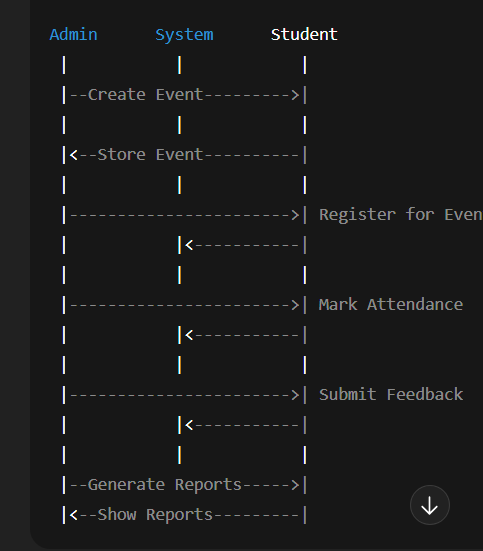 Admin      System      Student
 |            |            |
 |--Create Event--------->|
 |            |            |
 |<--Store Event----------|
 |            |            |
 |----------------------->| Register for Even
 |            |<-----------|
 |            |            |
 |----------------------->| Mark Attendance
 |            |<-----------|
 |            |            |
 |----------------------->| Submit Feedback
 |            |<-----------|
 |            |            |
 |--Generate Reports----->|
 |<--Show Reports---------|